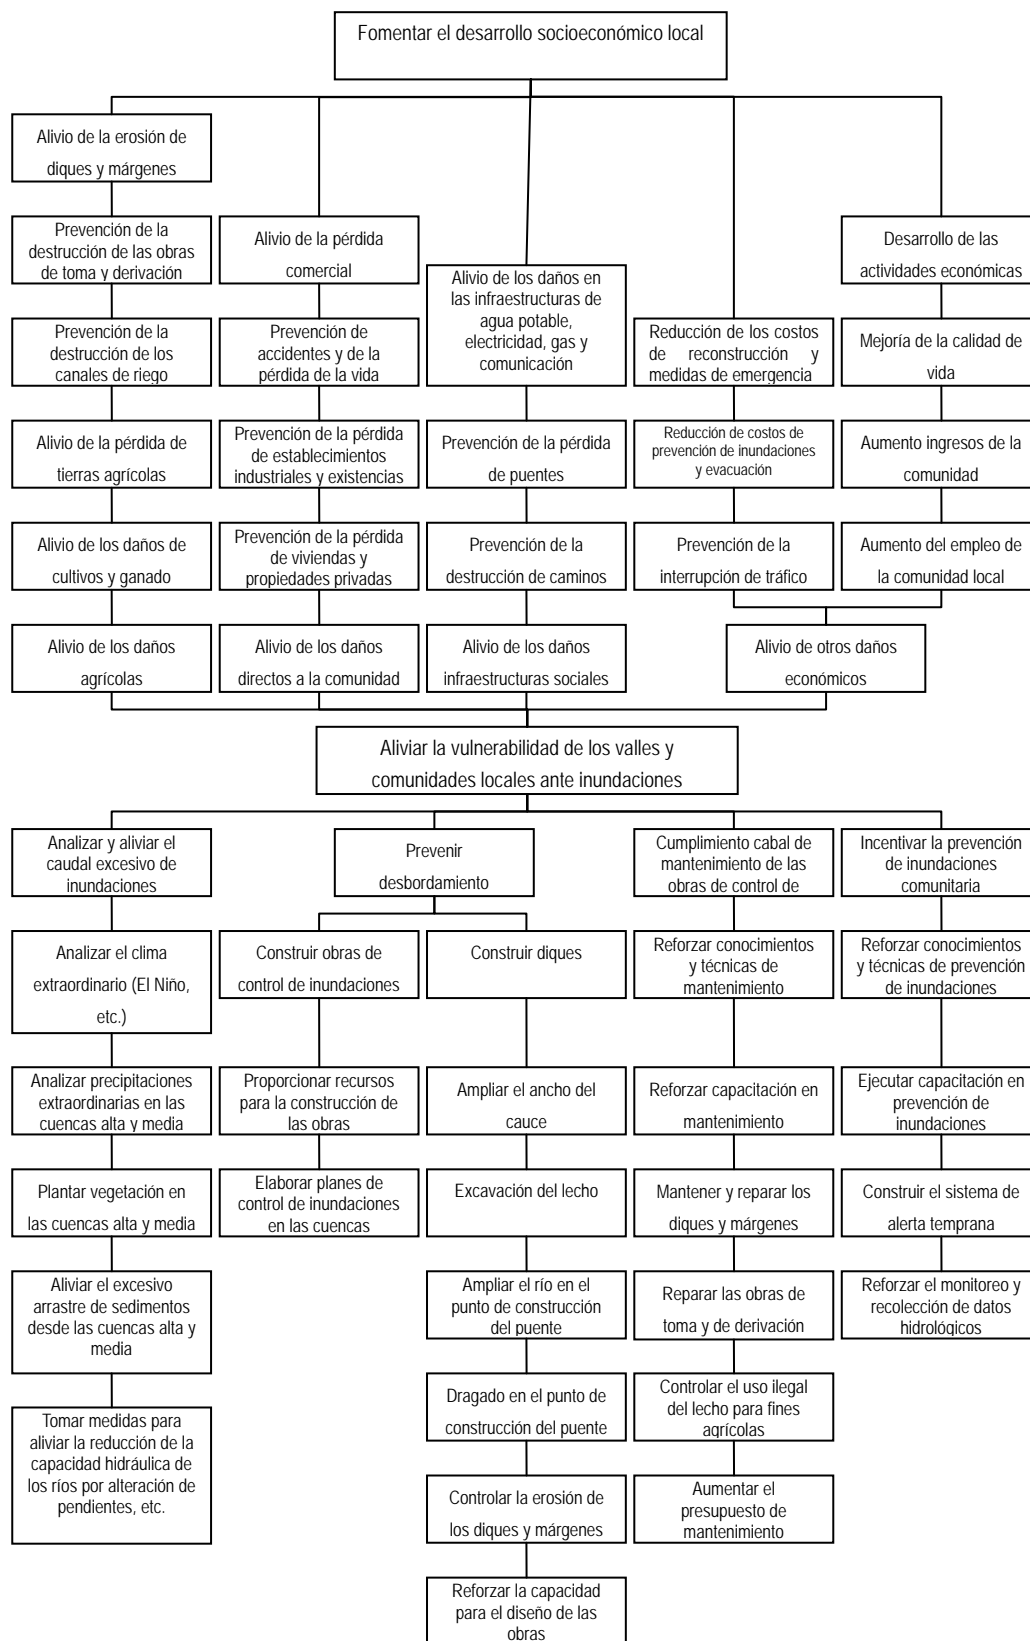 Fomentar el desarrollo socioeconómico local
Alivio de la erosión de
diques y márgenes
Prevención de la
destrucción de las obras
de toma y derivación
Alivio de la pérdida
comercial
Desarrollo de las
actividades económicas
Alivio de los daños en
las infraestructuras de
agua potable,
electricidad, gas y
comunicación
Prevención de la
destrucción de los
canales de riego
Prevención de
accidentes y de la
pérdida de la vida
Reducción de los costos
de reconstrucción y
medidas de emergencia
Mejoría de la calidad de
vida
Alivio de la pérdida de
tierras agrícolas
Prevención de la pérdida
de establecimientos
industriales y existencias
Prevención de la pérdida
de puentes
Reducción de costos de
prevención de inundaciones
y evacuación
Aumento ingresos de la
comunidad
Alivio de los daños de
cultivos y ganado
Prevención de la pérdida
de viviendas y
propiedades privadas
Prevención de la
destrucción de caminos
Prevención de la
interrupción de tráfico
Aumento del empleo de
la comunidad local
Alivio de los daños
agrícolas
Alivio de los daños
directos a la comunidad
Alivio de los daños
infraestructuras sociales
Alivio de otros daños
económicos
Aliviar la vulnerabilidad de los valles y
comunidades locales ante inundaciones
Analizar y aliviar el
caudal excesivo de
inundaciones
Prevenir
desbordamiento
Cumplimiento cabal de
mantenimiento de las
obras de control de
Incentivar la prevención
de inundaciones
comunitaria
Analizar el clima
extraordinario (El Niño,
etc.)
Construir obras de
control de inundaciones
Construir diques
Reforzar conocimientos
y técnicas de
mantenimiento
Reforzar conocimientos
y técnicas de prevención
de inundaciones
Analizar precipitaciones
extraordinarias en las
cuencas alta y media
Proporcionar recursos
para la construcción de
las obras
Ampliar el ancho del
cauce
Reforzar capacitación en
mantenimiento
Ejecutar capacitación en
prevención de
inundaciones
Plantar vegetación en
las cuencas alta y media
Elaborar planes de
control de inundaciones
en las cuencas
Excavación del lecho
Mantener y reparar los
diques y márgenes
Construir el sistema de
alerta temprana
Aliviar el excesivo
arrastre de sedimentos
desde las cuencas alta y
media
Ampliar el río en el
punto de construcción
del puente
Reparar las obras de
toma y de derivación
Reforzar el monitoreo y
recolección de datos
hidrológicos
Tomar medidas para
aliviar la reducción de la
capacidad hidráulica de
los ríos por alteración de
pendientes, etc.
Dragado en el punto de
construcción del puente
Controlar el uso ilegal
del lecho para fines
agrícolas
Controlar la erosión de
los diques y márgenes
Aumentar el
presupuesto de
mantenimiento
Reforzar la capacidad
para el diseño de las
obras